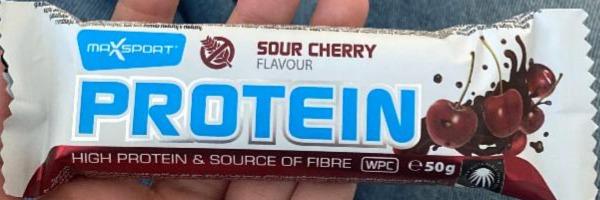 MAXSPORT
SOUR CHERRY
FLAVOUR
PROTEIN
HIGH PROTEIN & SOURCE OF FIBRE WPC ℮ 50g